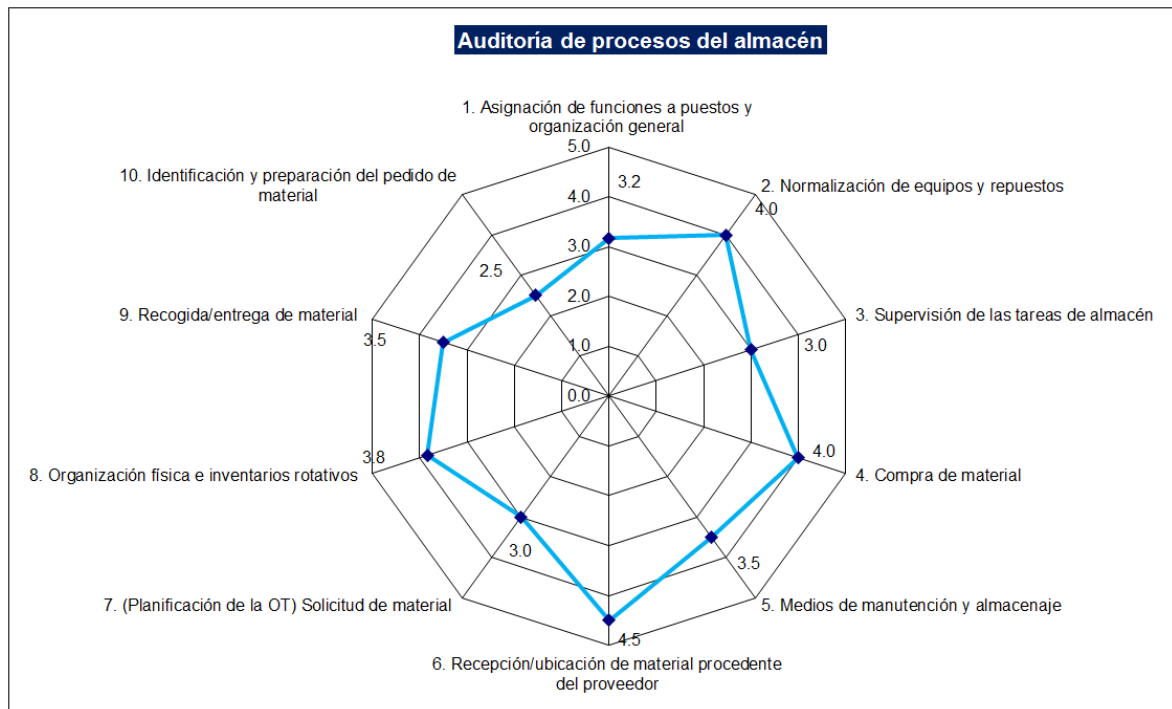 Auditoría de procesos del almacén
1. Asignación de funciones a puestos y
organización general
5.0
3.2
4.0
3.0
2.0
1.0
0.0
2. Normalización de equipos y repuestos
4.0
3. Supervisión de las tareas de almacén
3.0
4.0
4. Compra de material
3.5
5. Medios de manutención y almacenaje
4.5
6. Recepción/ubicación de material procedente
del proveedor
3.0
7. (Planificación de la OT) Solicitud de material
3.8
8. Organización física e inventarios rotativos
9. Recogida/entrega de material
3.5
10. Identificación y preparación del pedido de
material
2.5